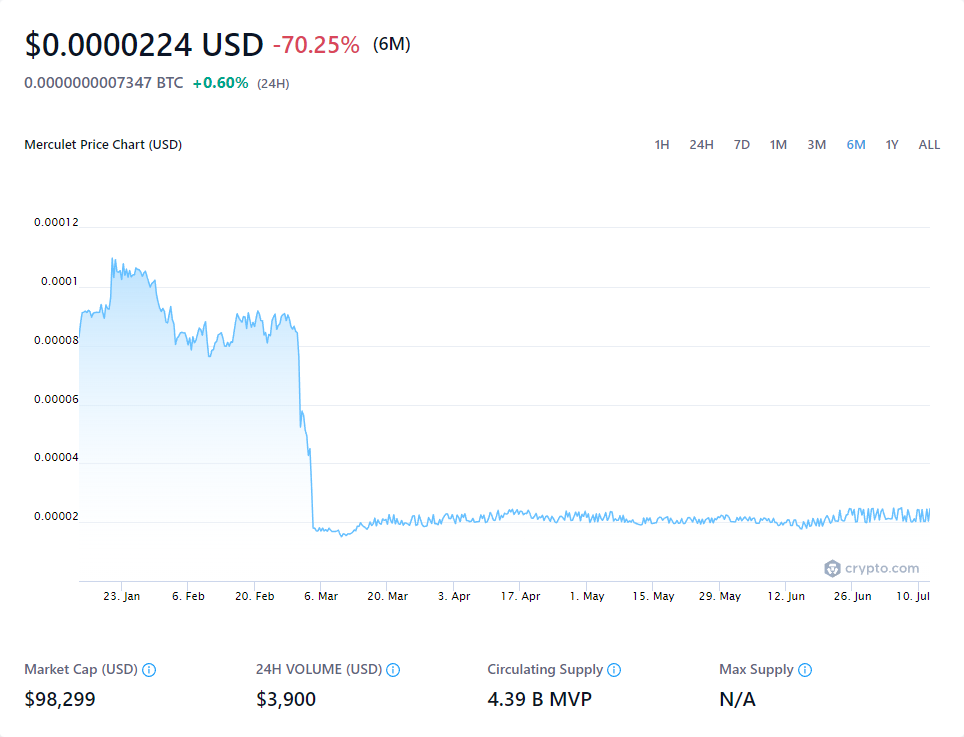 $0.0000224 USD -70.25% (6M)
0.0000000007347 BTC +0.60% (24H)
Merculet Price Chart (USD) 1H 24H 7D 1M 3M 6M 1Y ALL
0.00012
0.0001
0.00008
0.00006
0.00004
0.00002
crypto.com
23. Jan 6. Feb 20. Feb 6. Mar 20. Mar 3. Apr 17. Apr 1. May 15. May 29. May 12. Jun 26. Jun 10. Jul
Market Cap (USD) 24H VOLUME (USD) Circulating Supply Max Supply
$98,299 $3,900 4.39 B MVP N/A